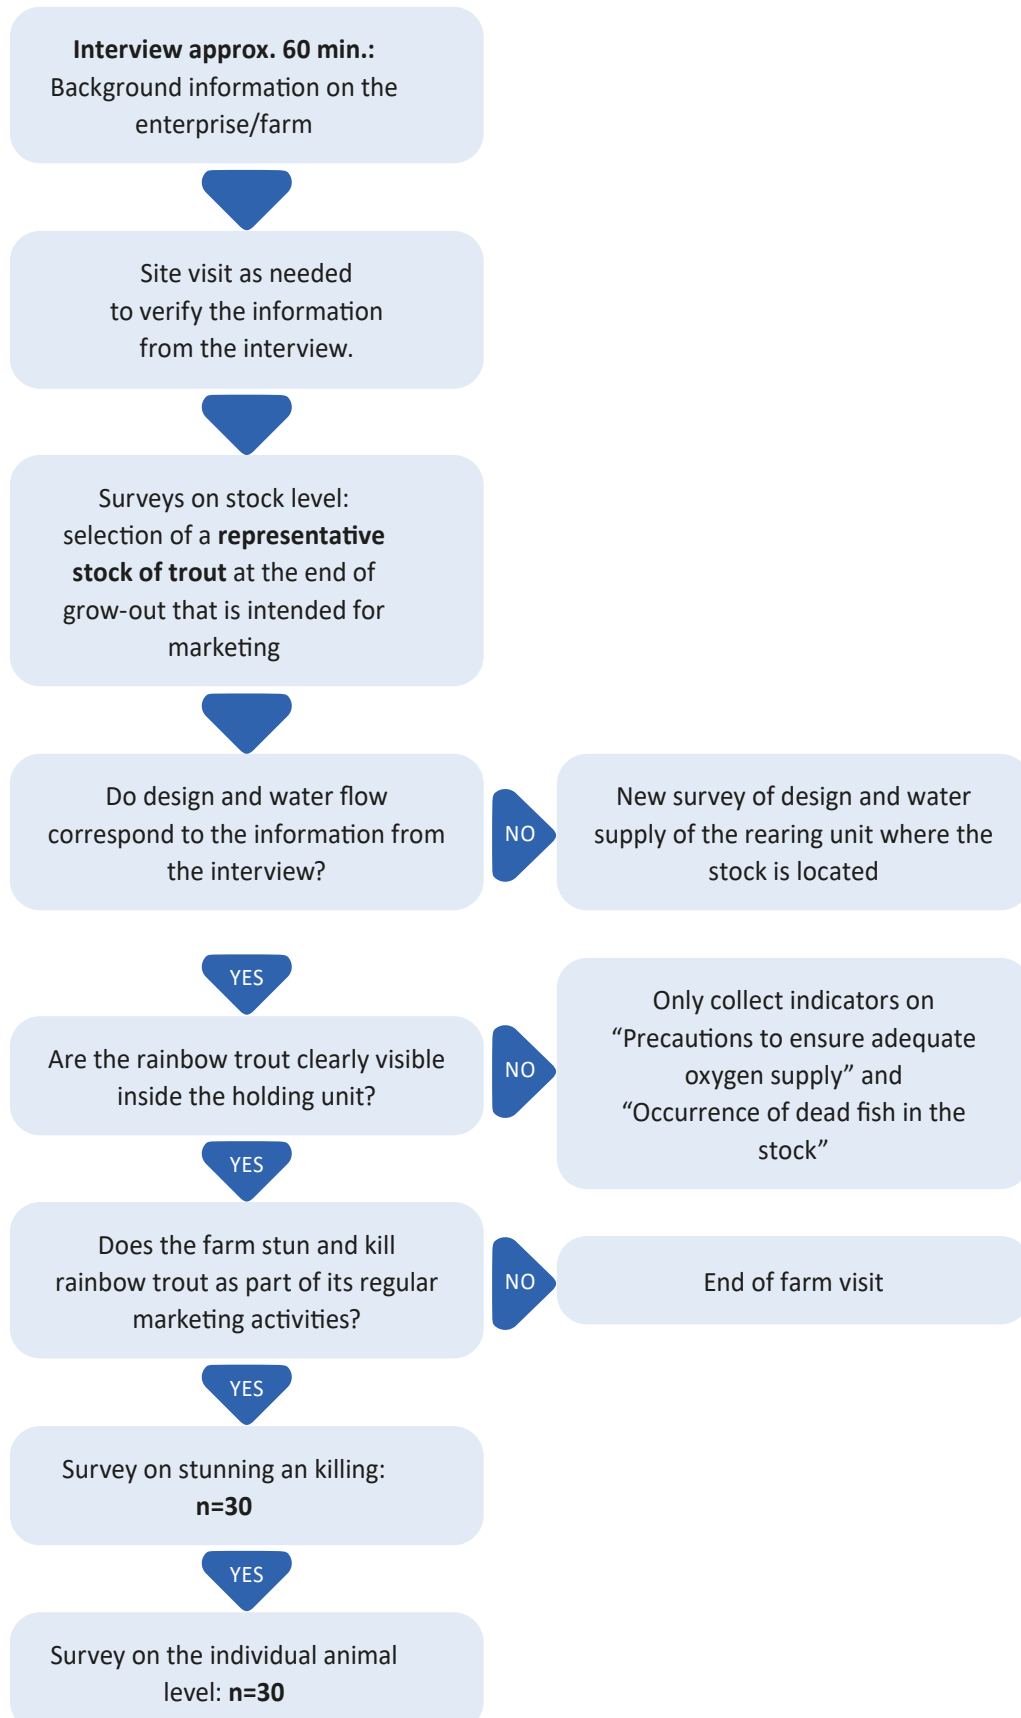 Interview approx. 60 min.:
Background information on the
enterprise/farm
Site visit as needed
to verify the information
from the interview.
Surveys on stock level:
selection of a representative
stock of trout at the end of
grow-out that is intended for
marketing
Do design and water flow
correspond to the information from
the interview?
NO
New survey of design and water
supply of the rearing unit where the
stock is located
YES
Are the rainbow trout clearly visible
inside the holding unit?
NO
Only collect indicators on
“Precautions to ensure adequate
oxygen supply” and
“Occurrence of dead fish in the
stock”
YES
Does the farm stun and kill
rainbow trout as part of its regular
marketing activities?
NO
End of farm visit
YES
Survey on stunning an killing:
n=30
YES
Survey on the individual animal
level: n=30